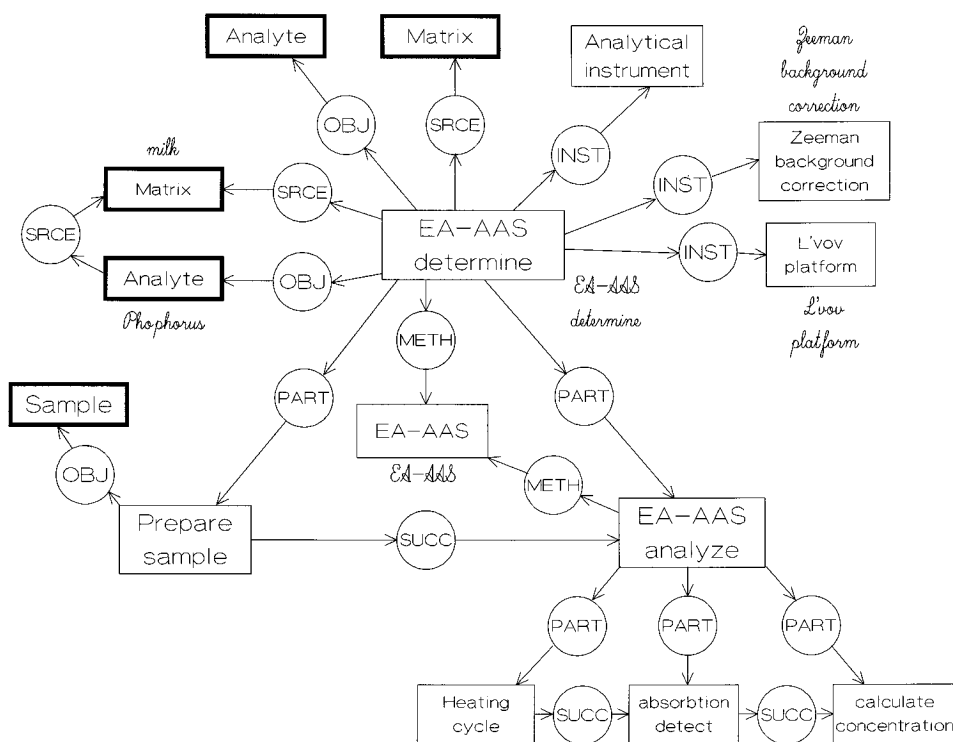 Analyte
Matrix
Analytical
instrument
Zeeman
background
correction
OBJ
SRCE
INST
milk
Matrix
SRCE
INST
Zeeman
background
correction
SRCE
EA-AAS
determine
INST
L'vov
platform
Analyte
OBJ
Phophorus
EA-AAS
determine
L'vov
platform
METH
PART
PART
Sample
EA-AAS
EA-AAS
OBJ
METH
Prepare
sample
SUCC
EA-AAS
analyze
PART
PART
PART
Heating
cycle
SUCC
absorbtion
detect
SUCC
calculate
concentration